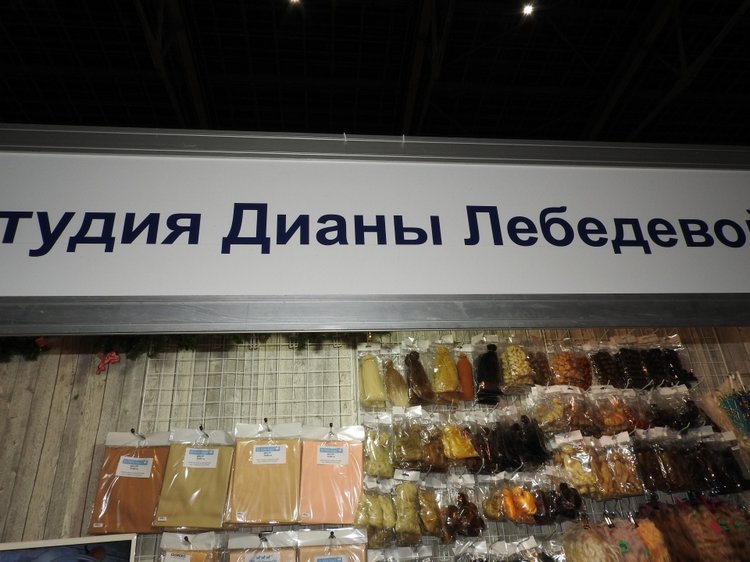 тудия Дианы Лебедевой